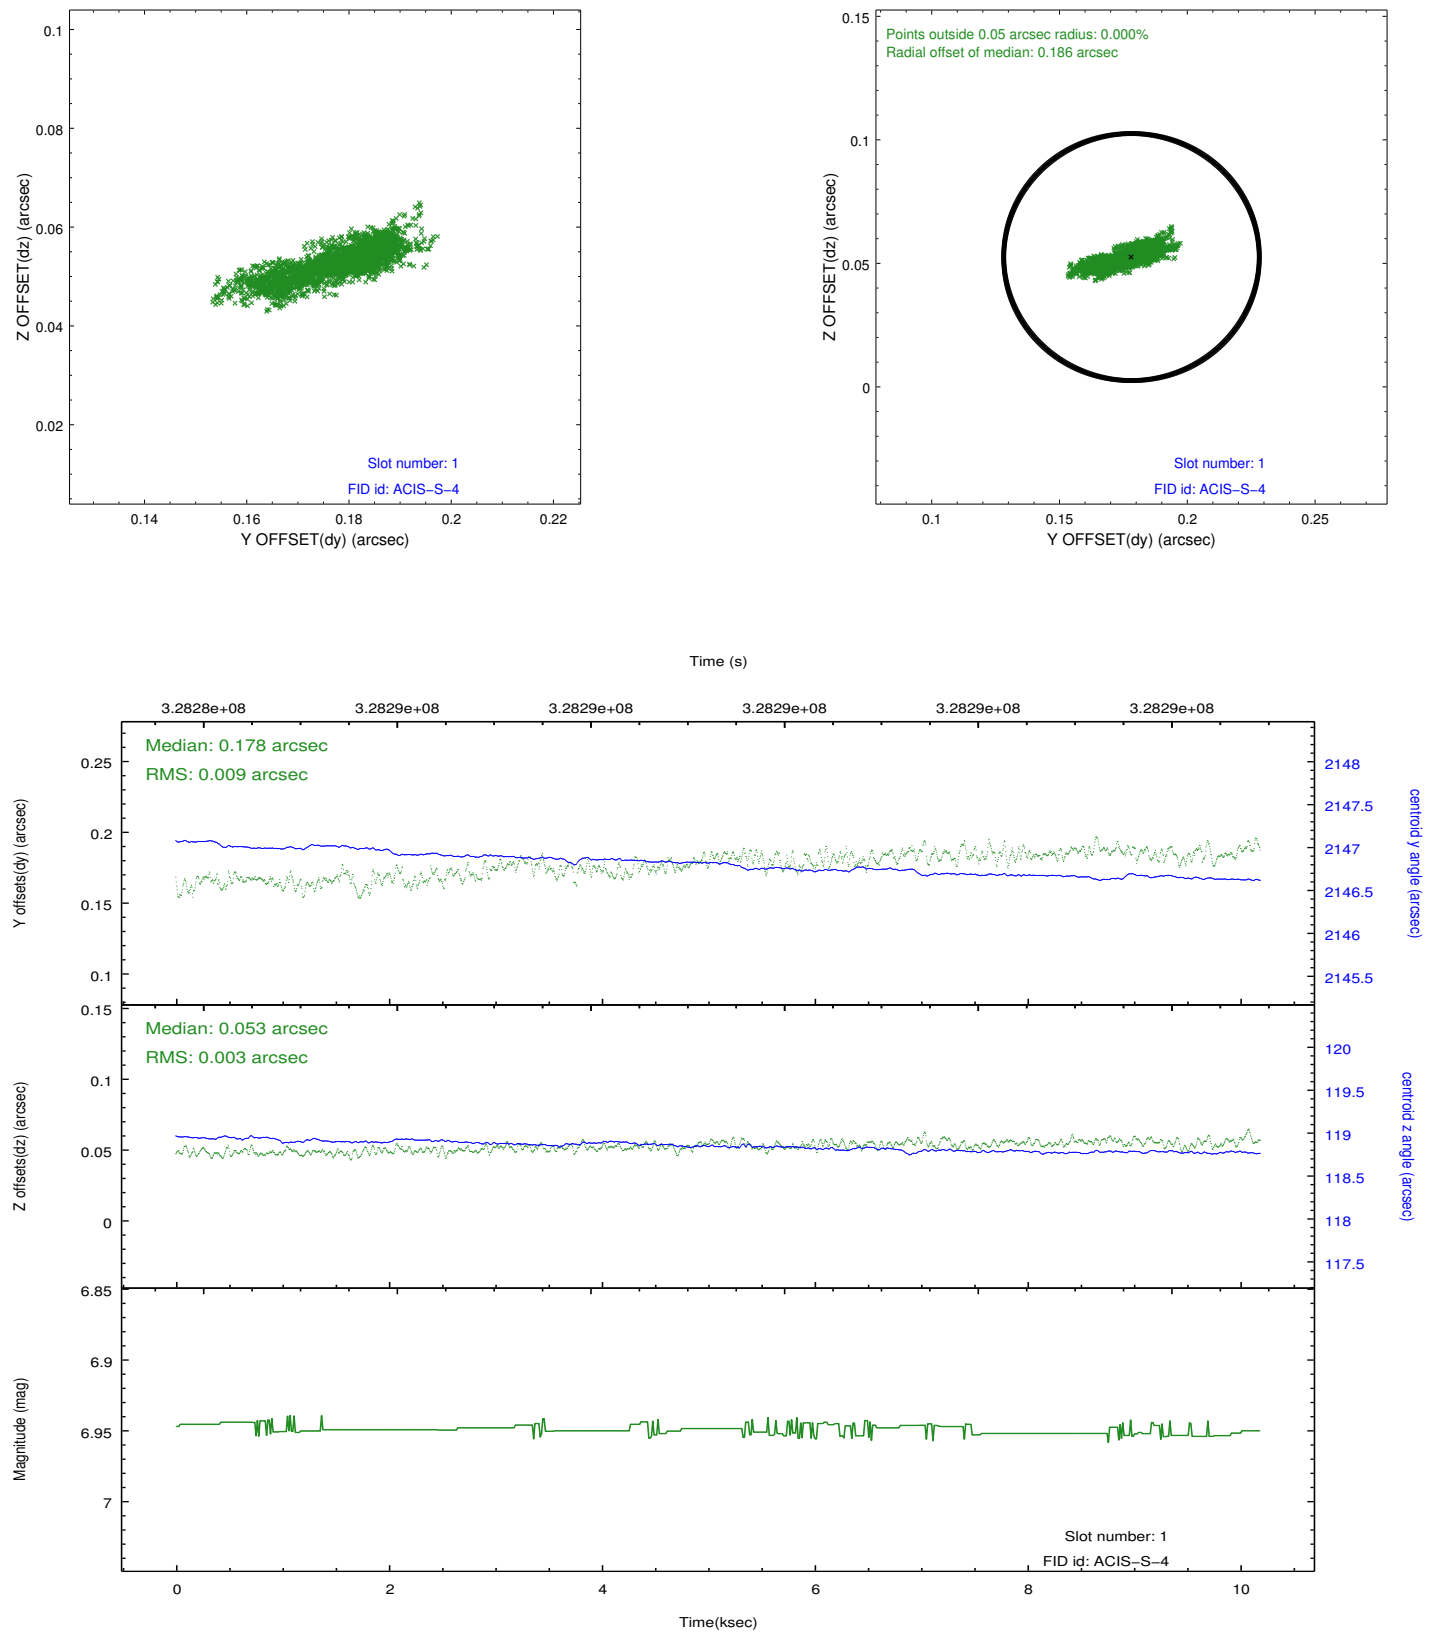 0.1
0.08
0.06
0.04
0.02
Z OFFSET(dz) (arcsec)
Slot number: 1
FID id: ACIS−S−4
0.14 0.16 0.18 0.2 0.22
Y OFFSET(dy) (arcsec)
Points outside 0.05 arcsec radius: 0.000%
Radial offset of median: 0.186 arcsec
0.15
0.1
0.05
0
Z OFFSET(dz) (arcsec)
Slot number: 1
FID id: ACIS−S−4
0.1 0.15 0.2 0.25
Y OFFSET(dy) (arcsec)
Time (s)
3.2828e+08 3.2829e+08 3.2829e+08 3.2829e+08 3.2829e+08 3.2829e+08
Median: 0.178 arcsec
RMS: 0.009 arcsec
0.25
0.2
0.15
0.1
Y offsets(dy) (arcsec)
2148
2147.5
2147
2146.5
2146
2145.5
centroid y angle (arcsec)
Median: 0.053 arcsec
RMS: 0.003 arcsec
0.15
0.1
0.05
0
Z offsets(dz) (arcsec)
120
119.5
119
118.5
118
117.5
centroid z angle (arcsec)
6.85
6.9
6.95
7
Magnitude (mag)
Slot number: 1
FID id: ACIS−S−4
0 2 4 6 8 10
Time(ksec)